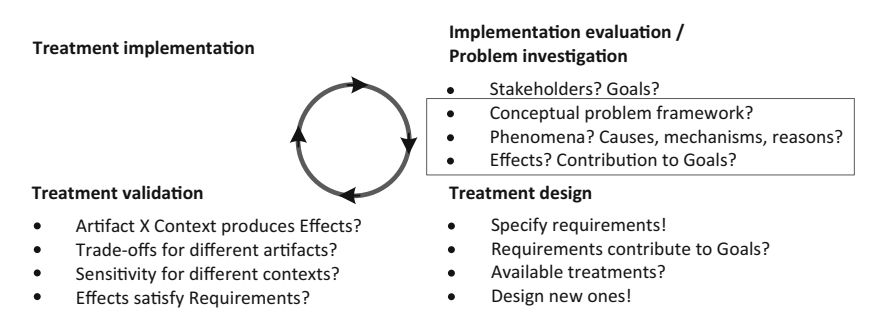 Treatment implementation
Implementation evaluation /
Problem investigation
• Stakeholders? Goals?
• Conceptual problem framework?
• Phenomena? Causes, mechanisms, reasons?
• Effects? Contribution to Goals?
Treatment validation
• Artifact X Context produces Effects?
• Trade-offs for different artifacts?
• Sensitivity for different contexts?
• Effects satisfy Requirements?
Treatment design
• Specify requirements!
• Requirements contribute to Goals?
• Available treatments?
• Design new ones!